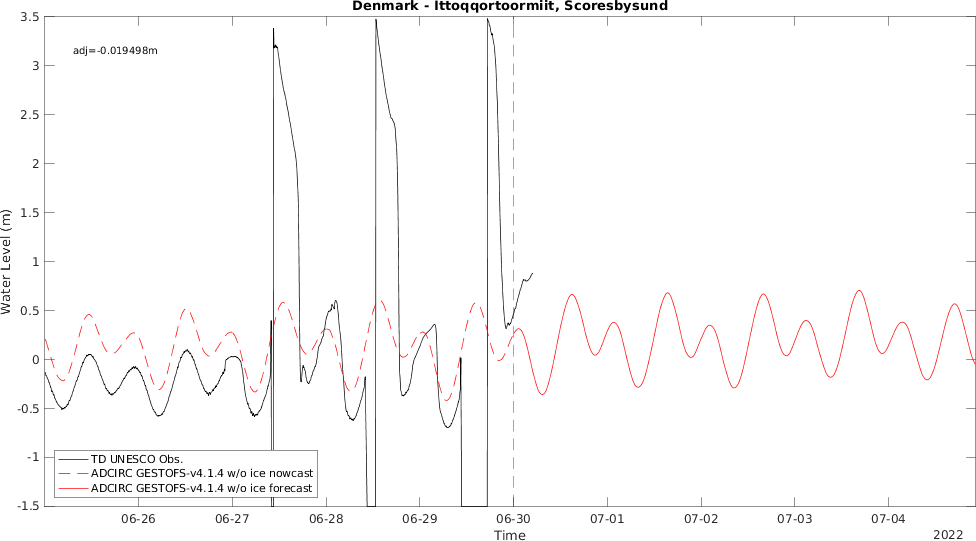 Denmark - Ittoqqortoormiit, Scoresbysund
adj=-0.019498m
3.5
3
2.5
2
1.5
1
0.5
0
-0.5
-1
-1.5
Water Level (m)
TD UNESCO Obs.
ADCIRC GESTOFS-v4.1.4 w/o ice nowcast
ADCIRC GESTOFS-v4.1.4 w/o ice forecast
06-26 06-27 06-28 06-29 06-30 07-01 07-02 07-03 07-04
Time
2022